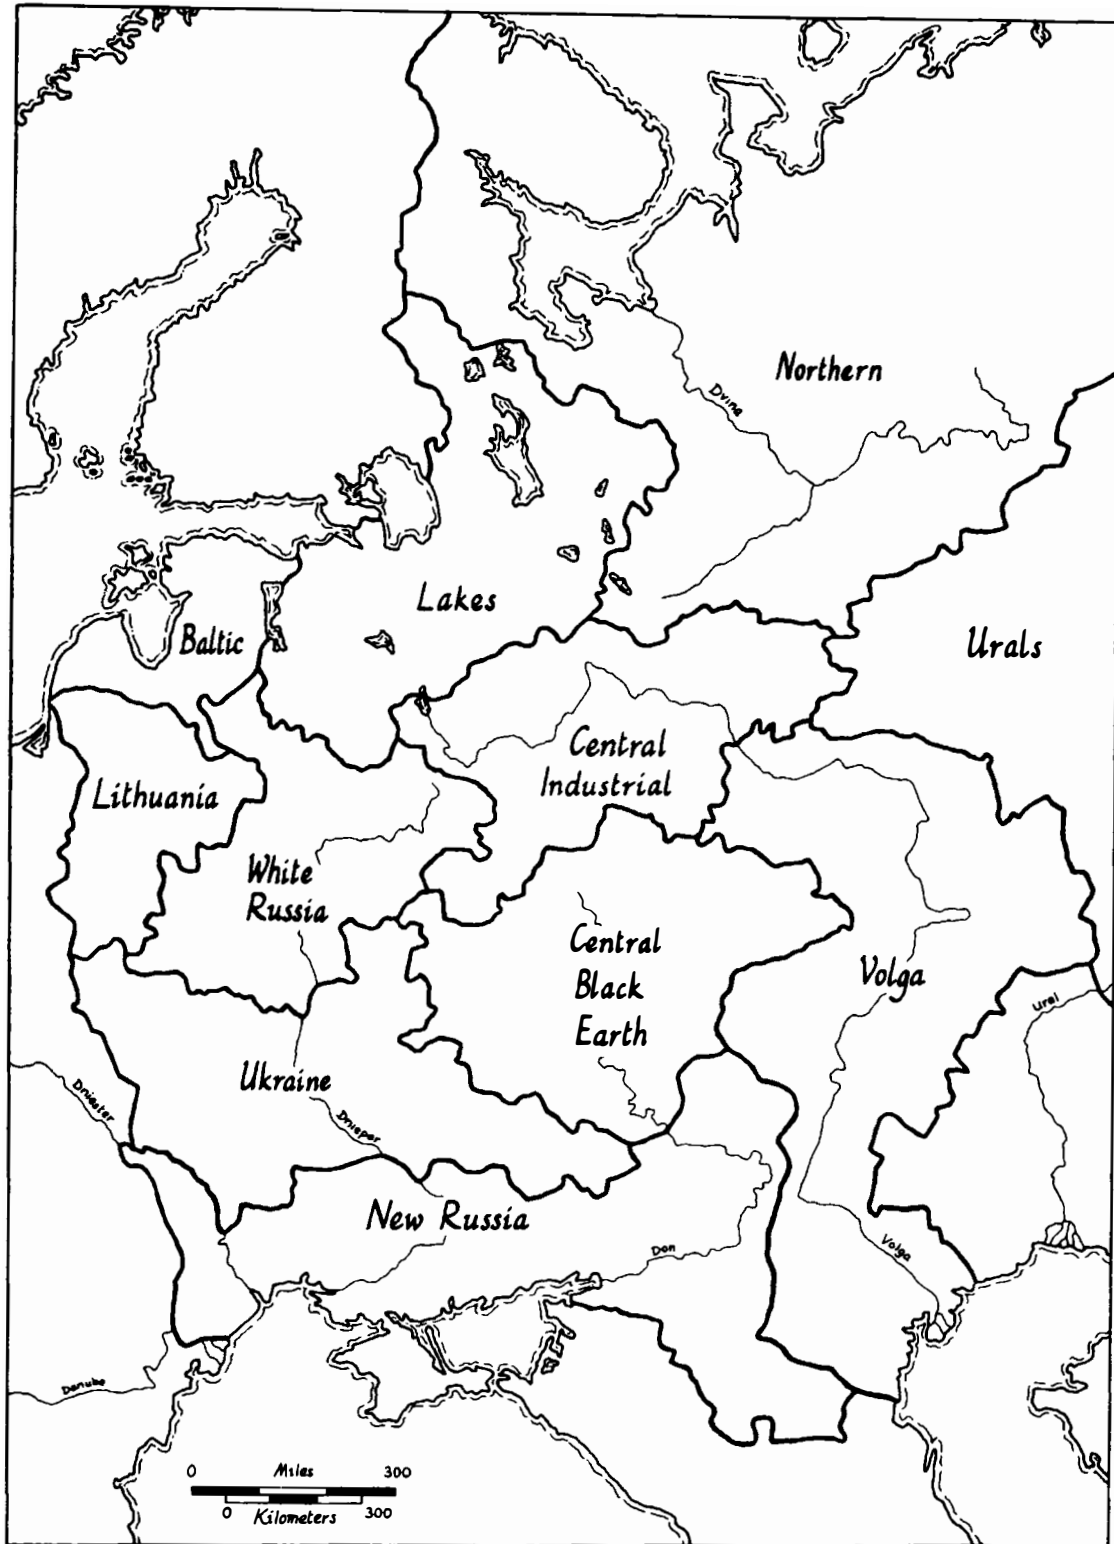 Northern
Dvina
Lakes
Baltic
Urals
Central
Industrial
Lithuania
White
Russia
Central
Black
Earth
Volga
Ural
Ukraine
Dniester
Dnieper
New Russia
Don
Volga
Danube
0 Miles 300
0 Kilometers 300